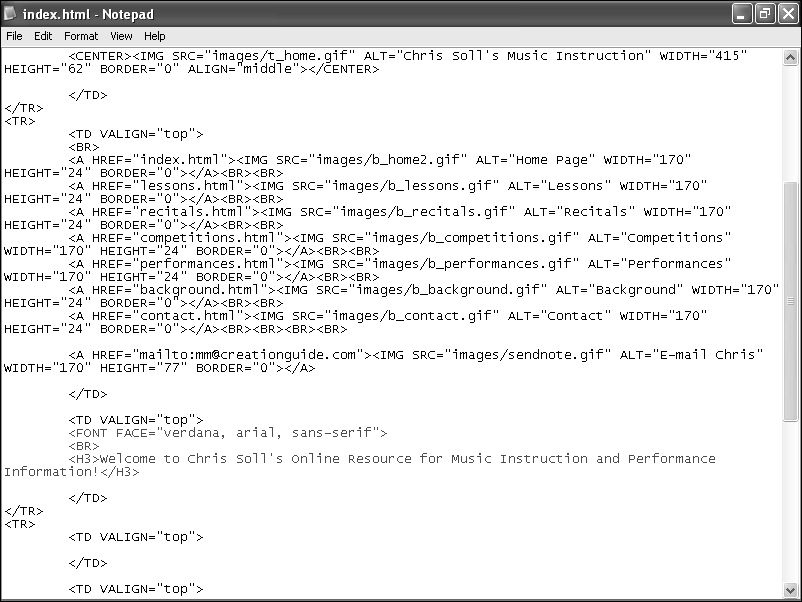 index.html - Notepad
File Edit Format View Help
<CENTER><IMG SRC="images/t_home.gif" ALT="Chris Soll's Music Instruction" WIDTH="415"
HEIGHT="62" BORDER="0" ALIGN="middle"></CENTER>
</TD>
</TR>
<TR>
<TD VALIGN="top">
<BR>
<A HREF="index.html"><IMG SRC="images/b_home2.gif" ALT="Home Page" WIDTH="170"
HEIGHT="24" BORDER="0"></A><BR><BR>
<A HREF="lessons.html"><IMG SRC="images/b_lessons.gif" ALT="Lessons" WIDTH="170"
HEIGHT="24" BORDER="0"></A><BR><BR>
<A HREF="recitals.html"><IMG SRC="images/b_recitals.gif" ALT="Recitals" WIDTH="170"
HEIGHT="24" BORDER="0"></A><BR><BR>
<A HREF="competitions.html"><IMG SRC="images/b_competitions.gif" ALT="Competitions"
WIDTH="170" HEIGHT="24" BORDER="0"></A><BR><BR>
<A HREF="performances.html"><IMG SRC="images/b_performances.gif" ALT="Performances"
WIDTH="170" HEIGHT="24" BORDER="0"></A><BR><BR>
<A HREF="background.html"><IMG SRC="images/b_background.gif" ALT="Background" WIDTH="170"
HEIGHT="24" BORDER="0"></A><BR><BR>
<A HREF="contact.html"><IMG SRC="images/b_contact.gif" ALT="Contact" WIDTH="170"
HEIGHT="24" BORDER="0"></A><BR><BR><BR><BR>
<A HREF="mailto:mm@creationguide.com"><IMG SRC="images/sendnote.gif" ALT="E-mail Chris"
WIDTH="170" HEIGHT="77" BORDER="0"></A>
</TD>
<TD VALIGN="top">
<FONT FACE="verdana, arial, sans-serif">
<BR>
<H3>Welcome to Chris Soll's Online Resource for Music Instruction and Performance
Information!</H3>
</TD>
</TR>
<TR>
<TD VALIGN="top">
</TD>
<TD VALIGN="top">